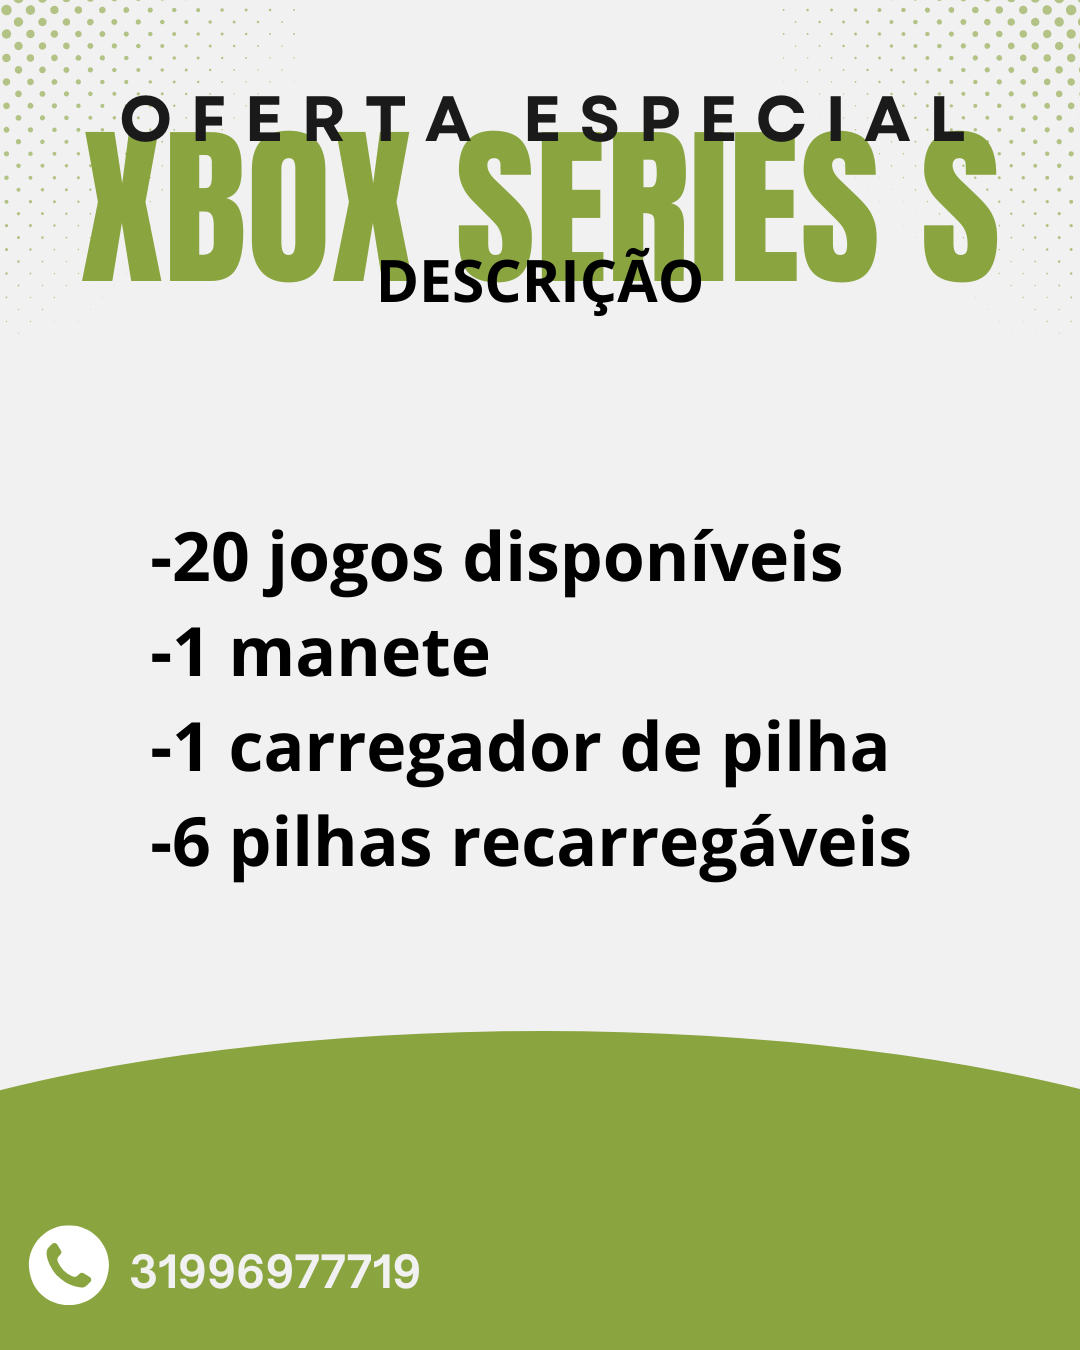 OFERTA ESPECIAL
XBOX SERIES S
DESCRIÇÃO
-20 jogos disponíveis
-1 manete
-1 carregador de pilha
-6 pilhas recarregáveis
31996977719